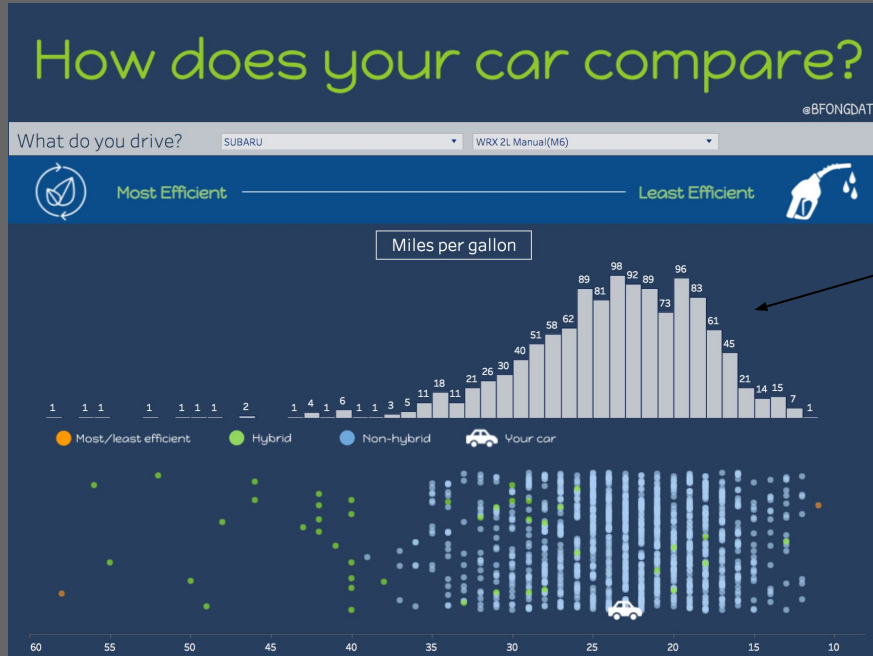 How does your car compare?
@BFONGDAT
What do you drive? SUBARU WRX 2L Manual(M6)
Most Efficient Least Efficient
Miles per gallon
1 1 1 1 1 1 1 2 1 4 1 6 1 1 3 5 11 18 11 21 26 30 40 51 58 62 89 81 98 92 89 73 96 83 61 45 21 14 15 7 1
Most/least efficient Hybrid Non-hybrid Your car
60 55 50 45 40 35 30 25 20 15 10